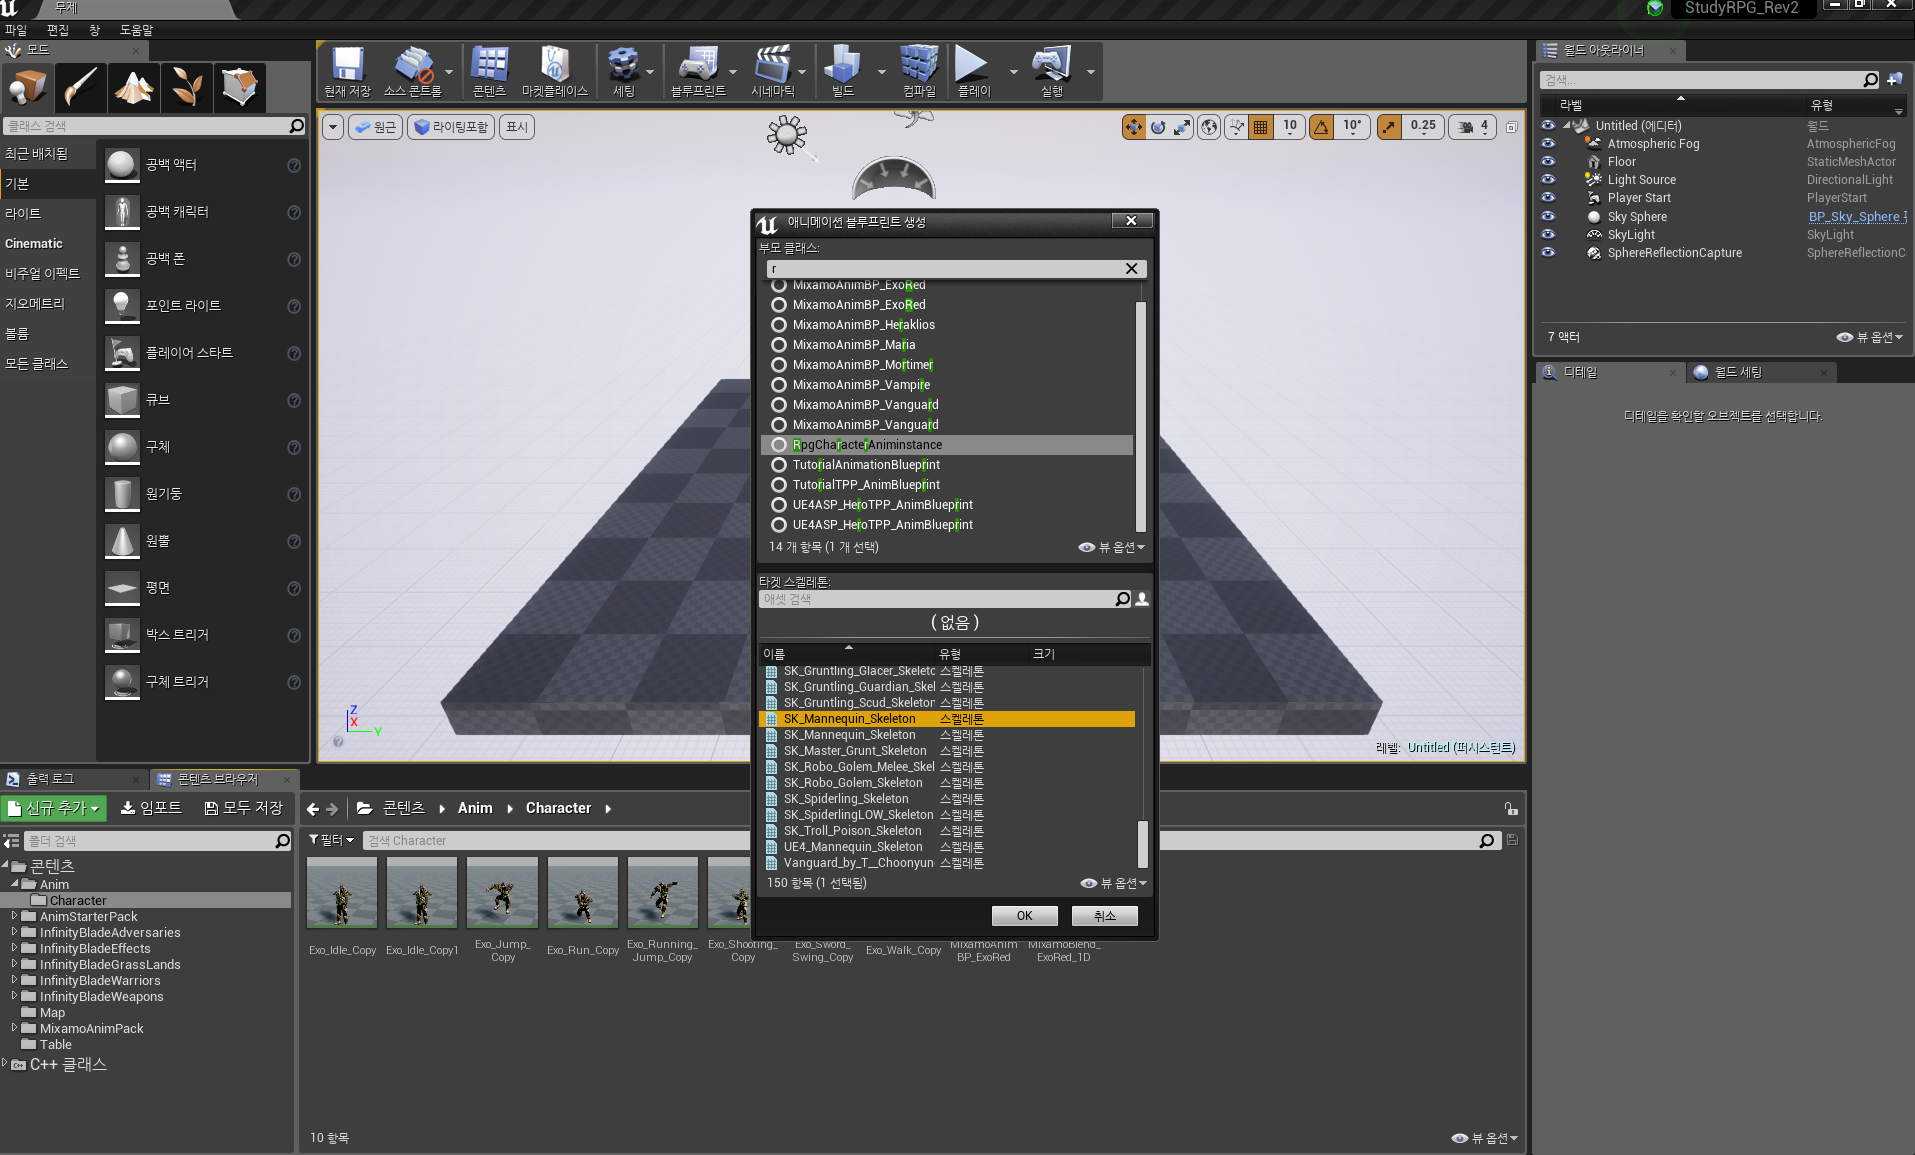 무제
StudyRPG_Rev2
파일 편집 창 도움말
모드
현재 저장
소스 콘트롤
콘텐츠
마켓플레이스
세팅
블루프린트
시네마틱
빌드
컴파일
플레이
실행
클래스 검색
최근 배치됨
기본
라이트
Cinematic
비주얼 이펙트
지오메트리
볼륨
모든 클래스
공백 액터
공백 캐릭터
공백 폰
포인트 라이트
플레이어 스타트
큐브
구체
원기둥
원뿔
평면
박스 트리거
구체 트리거
원근
라이팅포함
표시
10
10°
0.25
4
Z
X
Y
레벨: Untitled (퍼시스턴트)
애니메이션 블루프린트 생성
부모 클래스:
r
MixamoAnimBP_ExoRed
MixamoAnimBP_ExoRed
MixamoAnimBP_Heraklios
MixamoAnimBP_Maria
MixamoAnimBP_Mortimer
MixamoAnimBP_Vampire
MixamoAnimBP_Vanguard
MixamoAnimBP_Vanguard
RpgCharacterAniminstance
TutorialAnimationBlueprint
TutorialTPP_AnimBlueprint
UE4ASP_HeroTPP_AnimBlueprint
UE4ASP_HeroTPP_AnimBlueprint
14 개 항목 (1 개 선택)
뷰 옵션
타겟 스켈레톤:
애셋 검색
( 없음 )
이름 유형 크기
SK_Gruntling_Glacer_Skeletc 스켈레톤
SK_Gruntling_Guardian_Skel 스켈레톤
SK_Gruntling_Scud_Skeletor 스켈레톤
SK_Mannequin_Skeleton 스켈레톤
SK_Mannequin_Skeleton 스켈레톤
SK_Master_Grunt_Skeleton 스켈레톤
SK_Robo_Golem_Melee_Skel 스켈레톤
SK_Robo_Golem_Skeleton 스켈레톤
SK_Spiderling_Skeleton 스켈레톤
SK_SpiderlingLOW_Skeleton 스켈레톤
SK_Troll_Poison_Skeleton 스켈레톤
UE4_Mannequin_Skeleton 스켈레톤
Vanguard_by_T__Choonyun 스켈레톤
150 항목 (1 선택됨)
뷰 옵션
OK
취소
월드 아웃라이너
검색...
라벨 유형
Untitled (에디터) 월드
Atmospheric Fog AtmosphericFog
Floor StaticMeshActor
Light Source DirectionalLight
Player Start PlayerStart
Sky Sphere BP_Sky_Sphere
SkyLight SkyLight
SphereReflectionCapture SphereReflectionC
7 액터
뷰 옵션
디테일
월드 세팅
디테일을 확인할 오브젝트를 선택합니다.
출력 로그
콘텐츠 브라우저
신규 추가
임포트
모두 저장
콘텐츠
Anim
Character
폴더 검색
필터
검색 Character
콘텐츠
Anim
Character
AnimStarterPack
InfinityBladeAdversaries
InfinityBladeEffects
InfinityBladeGrassLands
InfinityBladeWarriors
InfinityBladeWeapons
Map
MixamoAnimPack
Table
C++ 클래스
Exo_Idle_Copy
Exo_Idle_Copy1
Exo_Jump_
Copy
Exo_Run_Copy
Exo_Running_
Jump_Copy
Exo_Shooting_
Copy
Exo_Sword_
Swing_Copy
Exo_Walk_Copy
MixamoAnim
BP_ExoRed
MixamoBlend_
ExoRed_1D
10 항목
뷰 옵션